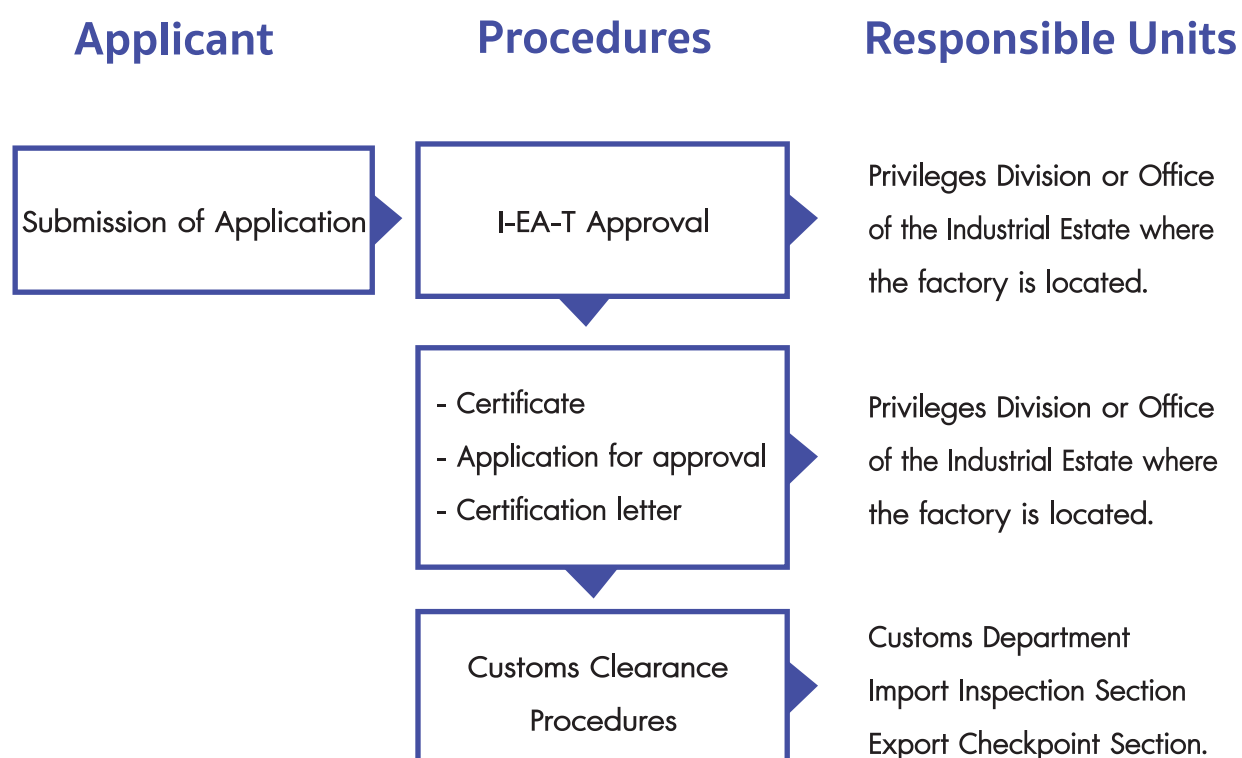 Applicant
Procedures
Responsible Units
Submission of Application
I-EA-T Approval
Privileges Division or Office
of the Industrial Estate where
the factory is located.
- Certificate
- Application for approval
- Certification letter
Privileges Division or Office
of the Industrial Estate where
the factory is located.
Customs Clearance
Procedures
Customs Department
Import Inspection Section
Export Checkpoint Section.